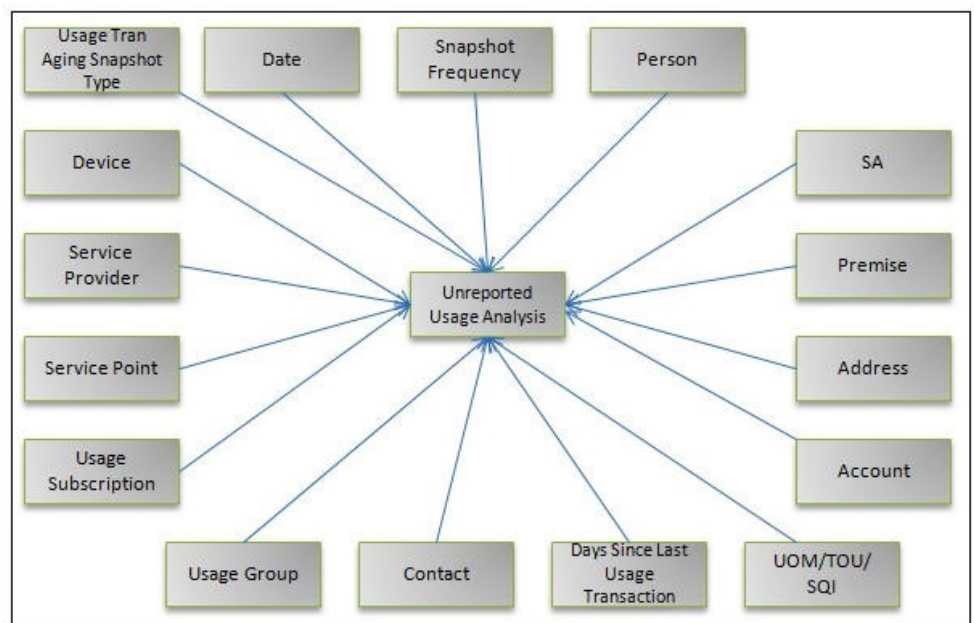 Usage Tran
Aging Snapshot
Type
Date
Snapshot
Frequency
Person
Device
SA
Service
Provider
Premise
Unreported
Usage Analysis
Service Point
Address
Usage
Subscription
Account
Usage Group
Contact
Days Since Last
Usage
Transaction
UOM/TOU/
SQI